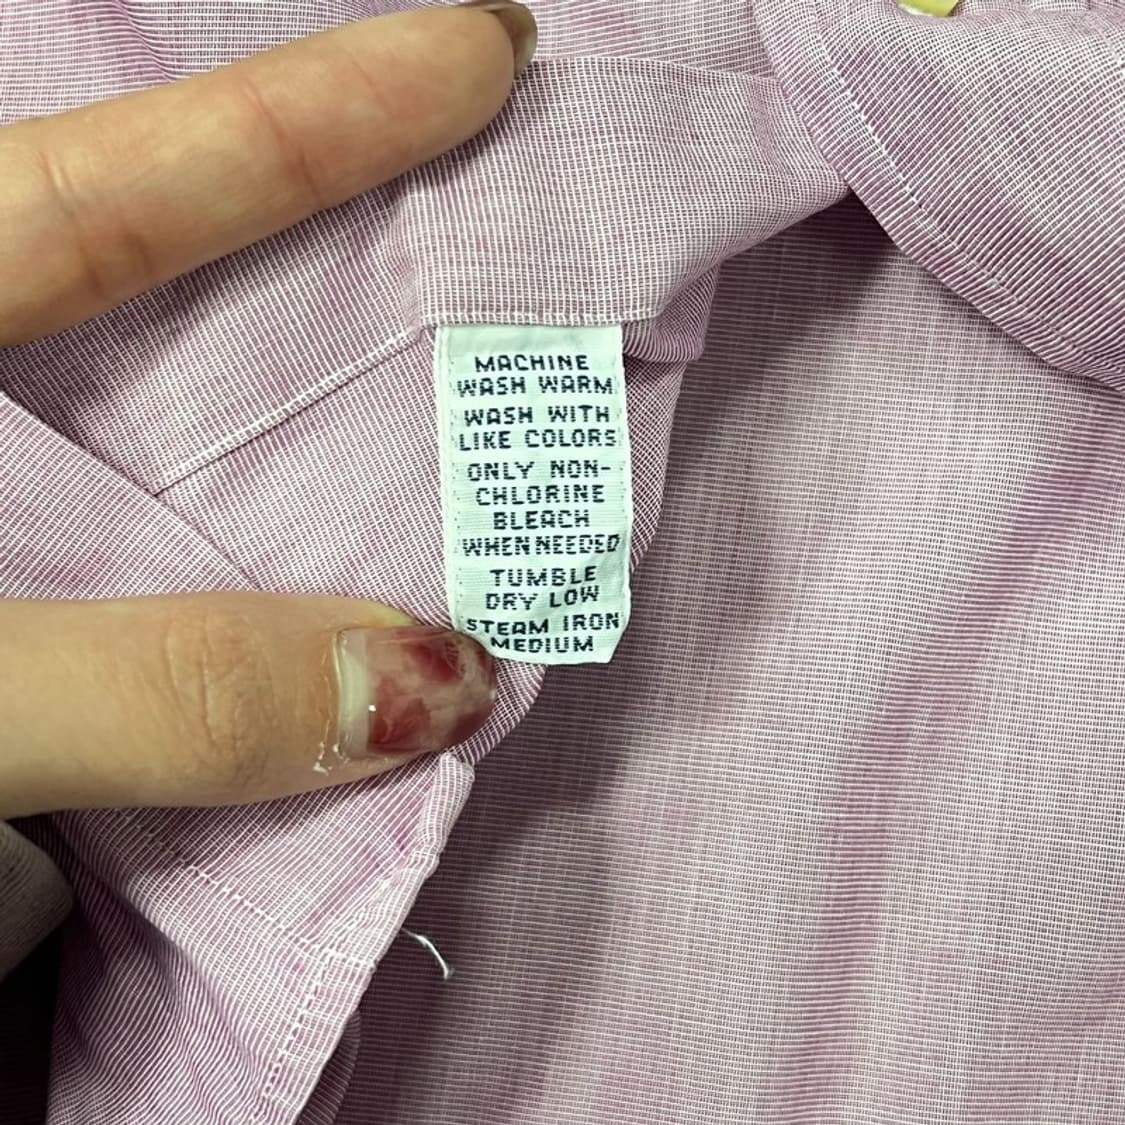 MACHINE
WASH WARM
WASH WITH
LIKE COLORS
ONLY NON-
CHLORINE
BLEACH
WHEN NEEDED
TUMBLE
DRY LOW
STEAM IRON
MEDIUM